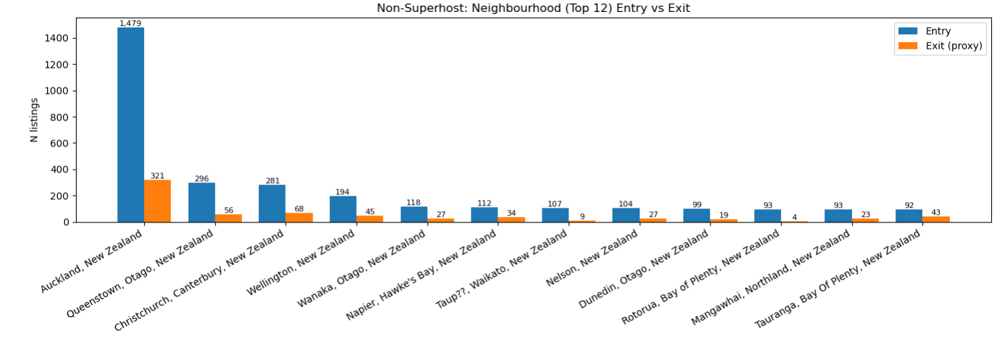 Non-Superhost: Neighbourhood (Top 12) Entry vs Exit
Entry
Exit (proxy)
N listings
1400
1200
1000
800
600
400
200
0
1,479
321
296
56
281
68
194
45
118
27
112
34
107
9
104
27
99
19
93
4
93
23
92
43
Auckland, New Zealand
Queenstown, Otago, New Zealand
Christchurch, Canterbury, New Zealand
Wellington, New Zealand
Wanaka, Otago, New Zealand
Napier, Hawke's Bay, New Zealand
Taup??, Waikato, New Zealand
Nelson, New Zealand
Dunedin, Otago, New Zealand
Rotorua, Bay of Plenty, New Zealand
Mangawhai, Northland, New Zealand
Tauranga, Bay Of Plenty, New Zealand